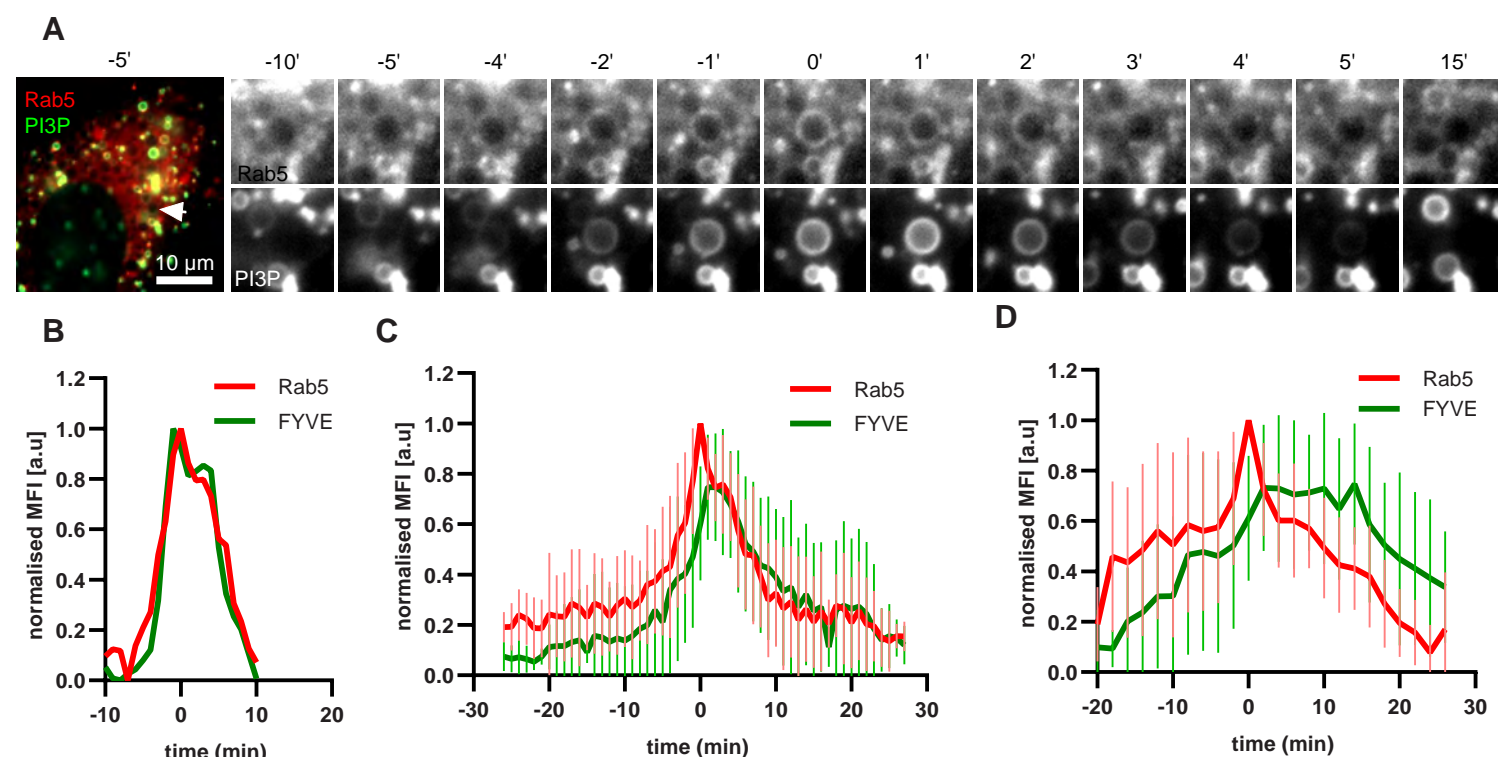 A
-5' -10' -5' -4' -2' -1' 0' 1' 2' 3' 4' 5' 15'
Rab5
PI3P
10 µm
Rab5
PI3P
B
normalised MFI [a.u]
1.2
1.0
0.8
0.6
0.4
0.2
0.0
-10 0 10 20
time (min)
Rab5
FYVE
C
normalised MFI [a.u]
1.2
1.0
0.8
0.6
0.4
0.2
0.0
-30 -20 -10 0 10 20 30
time (min)
Rab5
FYVE
D
normalised MFI [a.u]
1.2
1.0
0.8
0.6
0.4
0.2
0.0
-20 -10 0 10 20 30
time (min)
Rab5
FYVE